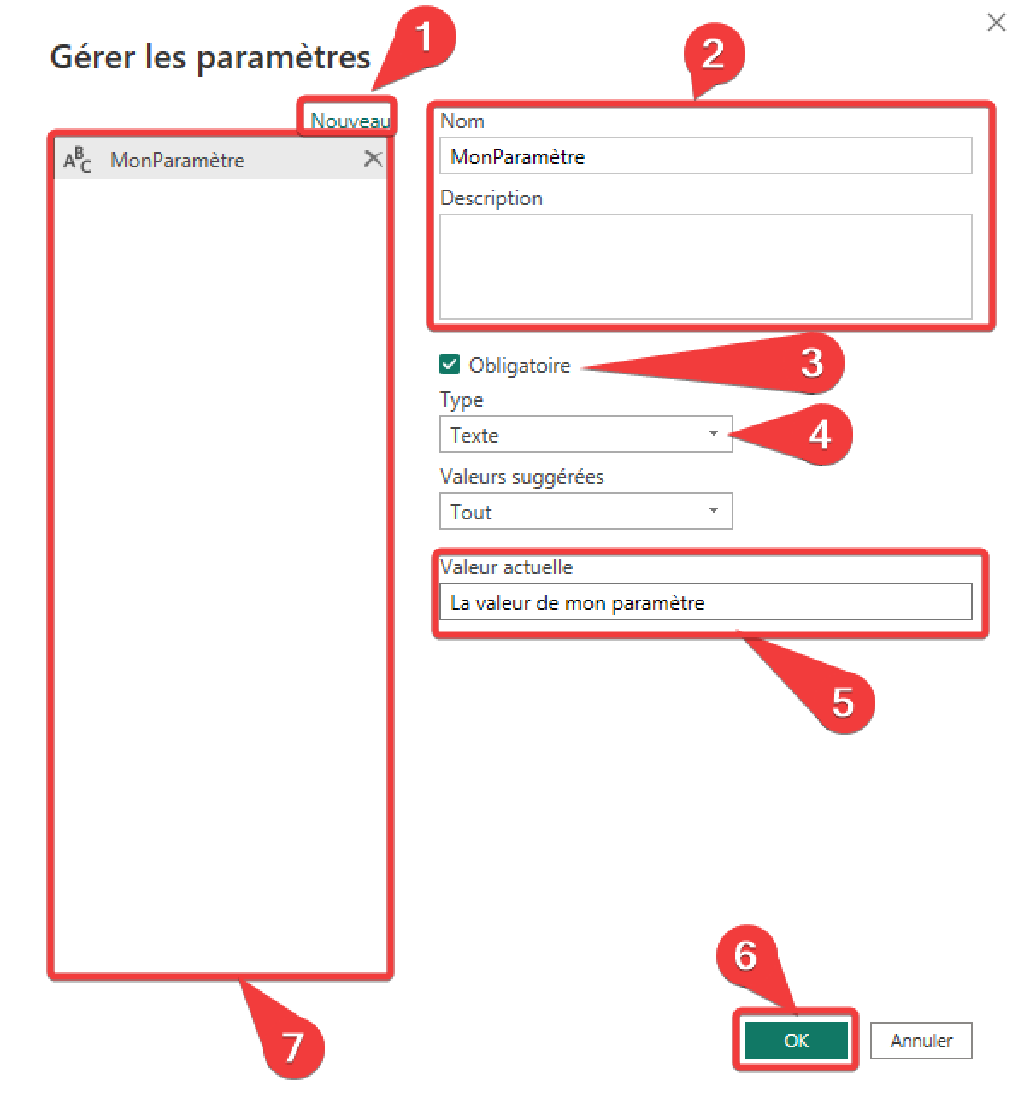 Gérer les paramètres
1
2
Nouveau
Nom
ABC MonParamètre
MonParamètre
Description
Obligatoire
3
Type
Texte
4
Valeurs suggérées
Tout
Valeur actuelle
La valeur de mon paramètre
5
6
7
OK
Annuler